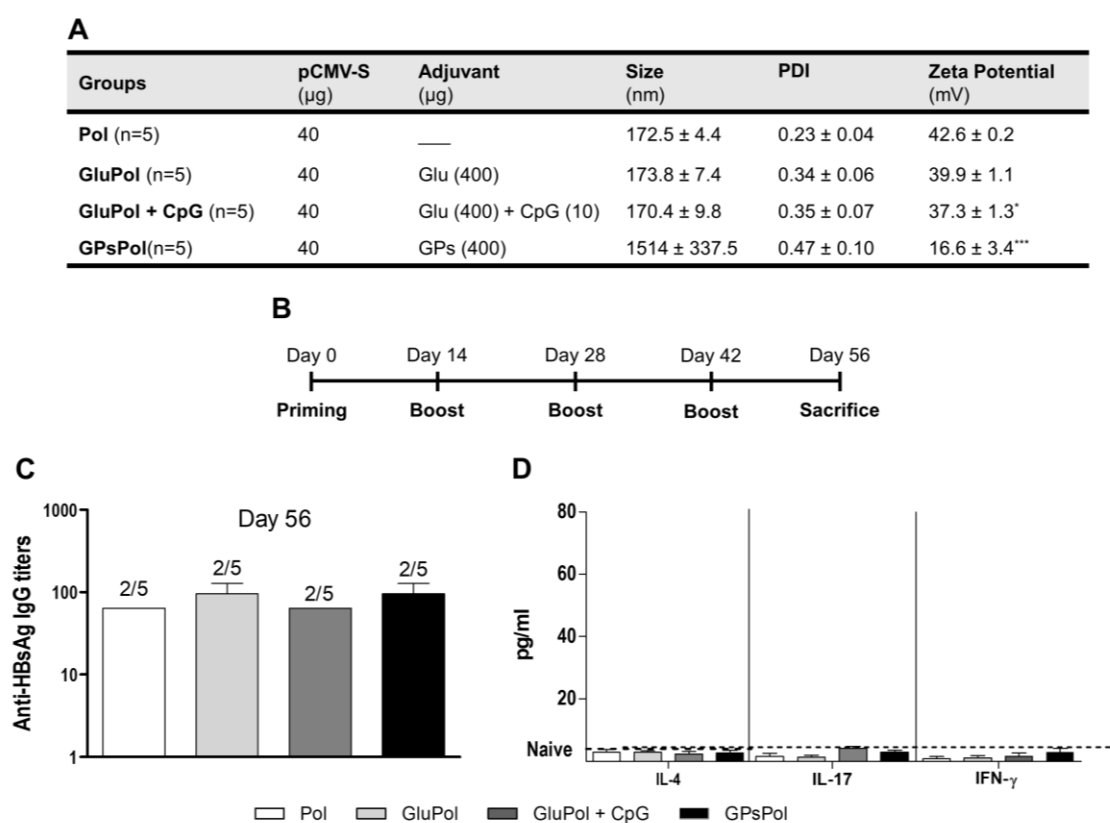 A
Groups pCMV-S (µg) Adjuvant (µg) Size (nm) PDI Zeta Potential (mV)
Pol (n=5) 40 ___ 172.5 ± 4.4 0.23 ± 0.04 42.6 ± 0.2
GluPol (n=5) 40 Glu (400) 173.8 ± 7.4 0.34 ± 0.06 39.9 ± 1.1
GluPol + CpG (n=5) 40 Glu (400) + CpG (10) 170.4 ± 9.8 0.35 ± 0.07 37.3 ± 1.3*
GPsPol(n=5) 40 GPs (400) 1514 ± 337.5 0.47 ± 0.10 16.6 ± 3.4***
B
Day 0 Day 14 Day 28 Day 42 Day 56
Priming Boost Boost Boost Sacrifice
C
Anti-HBsAg IgG titers
1000
100
10
1
Day 56
2/5 2/5 2/5 2/5
D
pg/ml
80
60
40
20
Naive
IL-4 IL-17 IFN-γ
Pol GluPol GluPol + CpG GPsPol